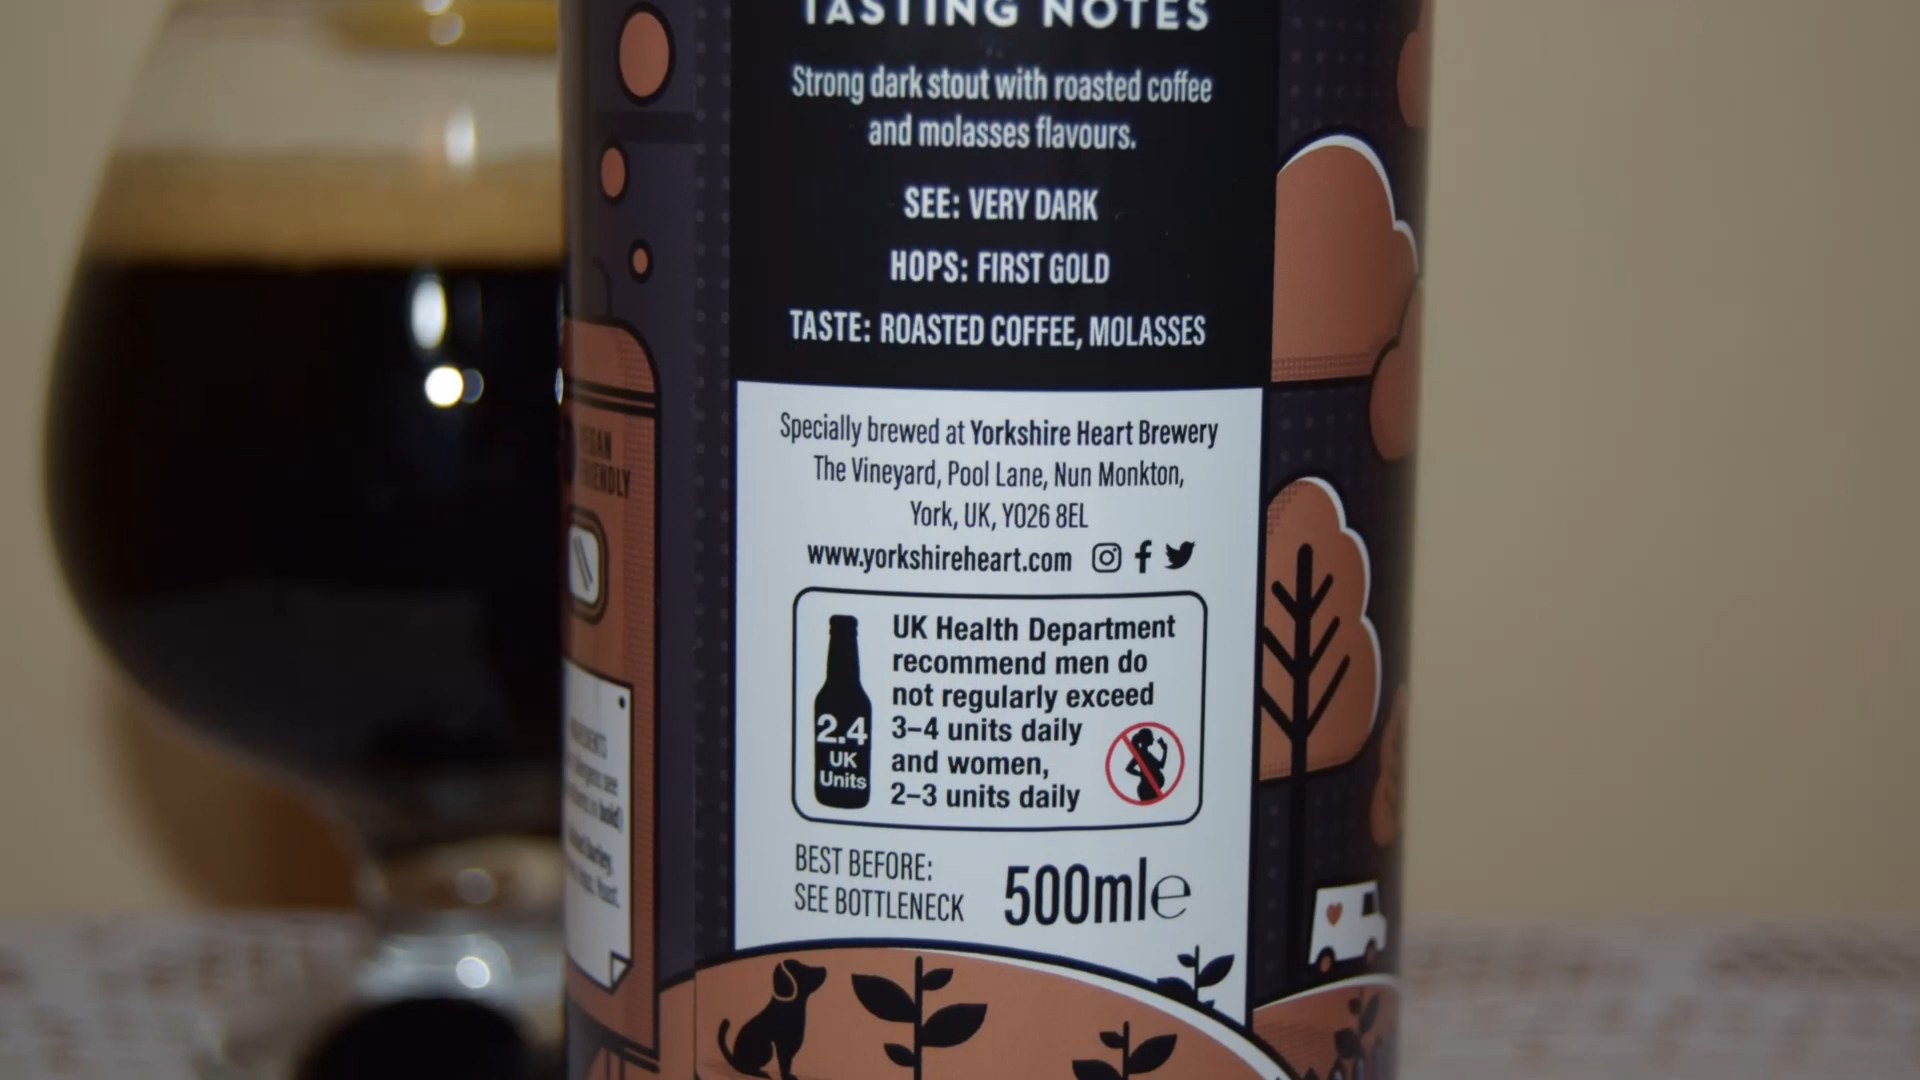 TASTING NOTES
Strong dark stout with roasted coffee
and molasses flavours.
SEE: VERY DARK
HOPS: FIRST GOLD
TASTE: ROASTED COFFEE, MOLASSES
Specially brewed at Yorkshire Heart Brewery
The Vineyard, Pool Lane, Nun Monkton,
York, UK, YO26 8EL
www.yorkshireheart.com
UK Health Department
recommend men do
not regularly exceed
3–4 units daily
and women,
2–3 units daily
2.4
UK
Units
BEST BEFORE:
SEE BOTTLENECK
500ml℮